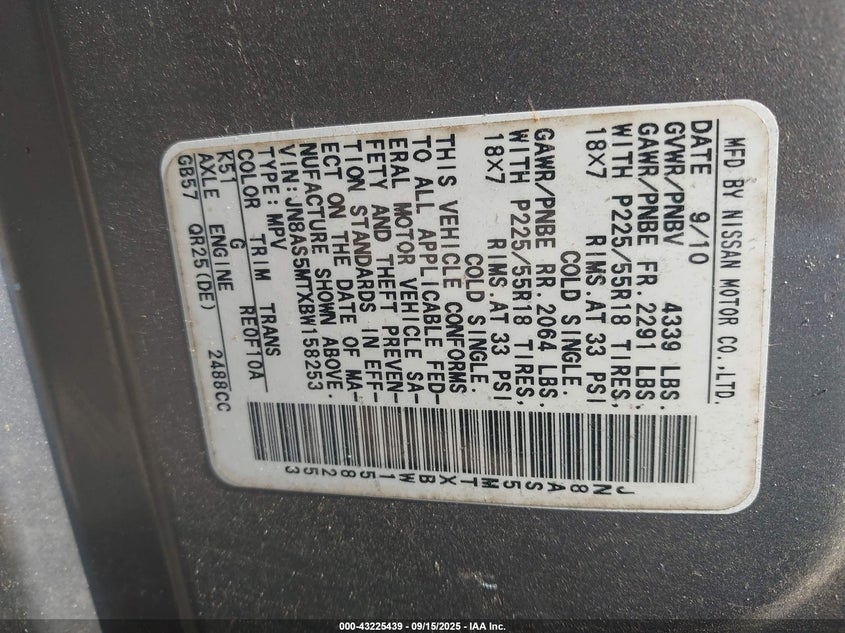 MFD BY NISSAN MOTOR CO.,LTD.
DATE 9/10
GVWR/PNBV 4339 LBS.
GAWR/PNBE FR. 2291 LBS.
WITH P225/55R18 TIRES,
18X7 RIMS.AT 33 PSI
COLD SINGLE.
GAWR/PNBE RR. 2064 LBS,
WITH P225/55R18 TIRES,
18X7 RIMS.AT 33 PSI
COLD SINGLE.
THIS VEHICLE CONFORMS
TO ALL APPLICABLE FED-
ERAL MOTOR VEHICLE SA-
FETY AND THEFT PREVEN-
TION STANDARDS IN EFF-
ECT ON THE DATE OF MA-
NUFACTURE SHOWN ABOVE.
VIN:JN8AS5MTXBW158253
TYPE:MPV
COLOR TRIM TRANS
K51 G RE0F10A
AXLE ENGINE
GB57 QR25(DE) 2488CC
JN8AS5MTXBW158253
000-43225439 - 09/15/2025 - IAA Inc.